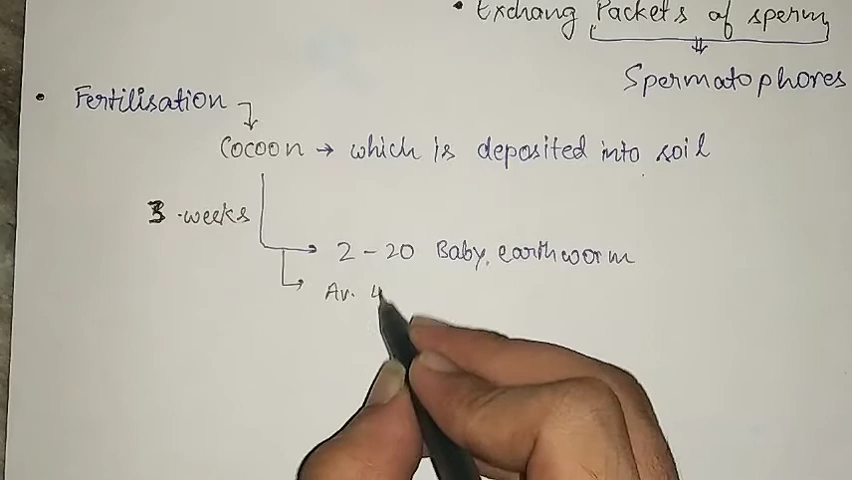 • Exchang Packets of sperm
Spermatophores
• Fertilisation
Cocoon → which is deposited into soil
3-weeks
2 - 20 Baby earthworm
Av. 4